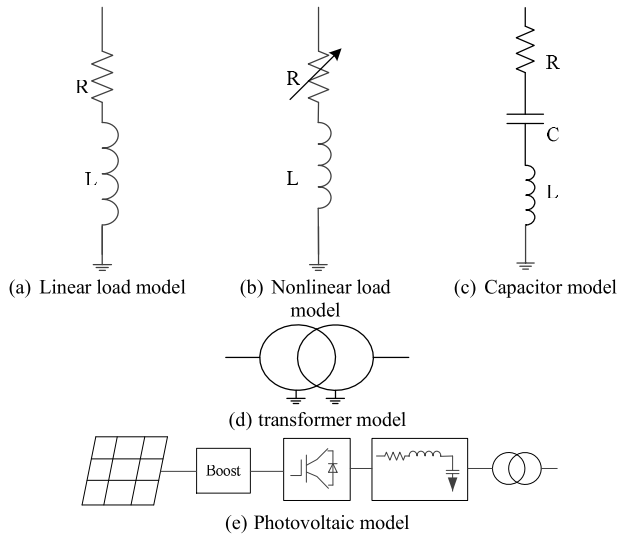 R
L
(a) Linear load model
R
L
(b) Nonlinear load
model
R
C
L
(c) Capacitor model
(d) transformer model
Boost
(e) Photovoltaic model